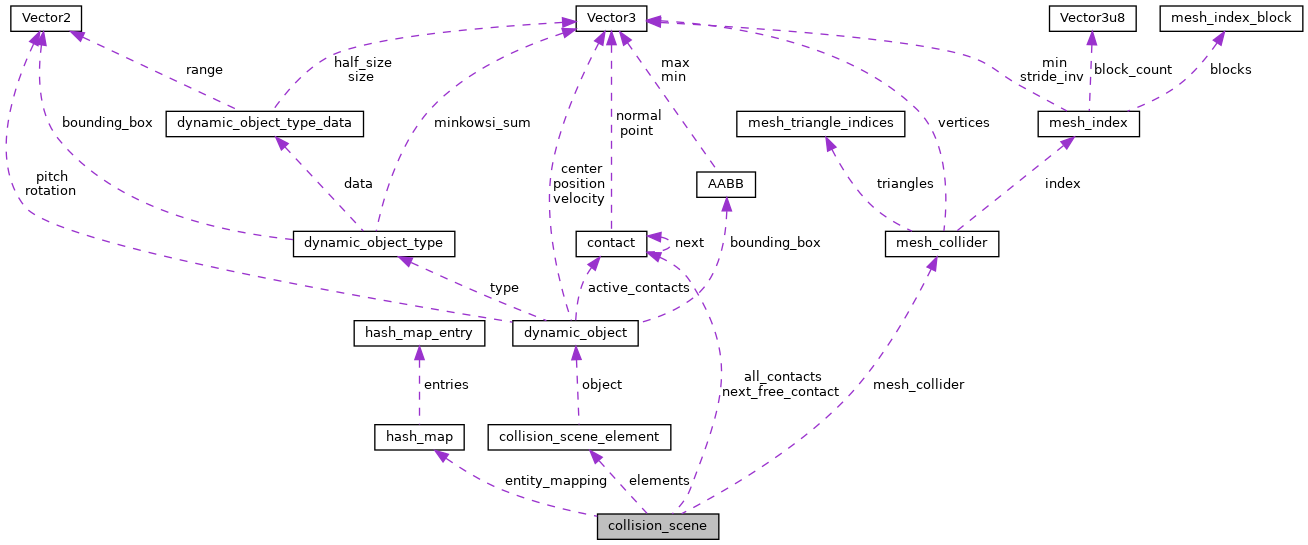 Vector2
Vector3
Vector3u8
mesh_index_block
range
half_size
size
max
min
min
stride_inv
block_count
blocks
bounding_box
dynamic_object_type_data
minkowsi_sum
normal
point
mesh_triangle_indices
vertices
mesh_index
pitch
rotation
data
center
position
velocity
AABB
triangles
index
dynamic_object_type
contact
next
bounding_box
mesh_collider
type
active_contacts
hash_map_entry
dynamic_object
entries
object
all_contacts
next_free_contact
mesh_collider
hash_map
collision_scene_element
entity_mapping
elements
collision_scene